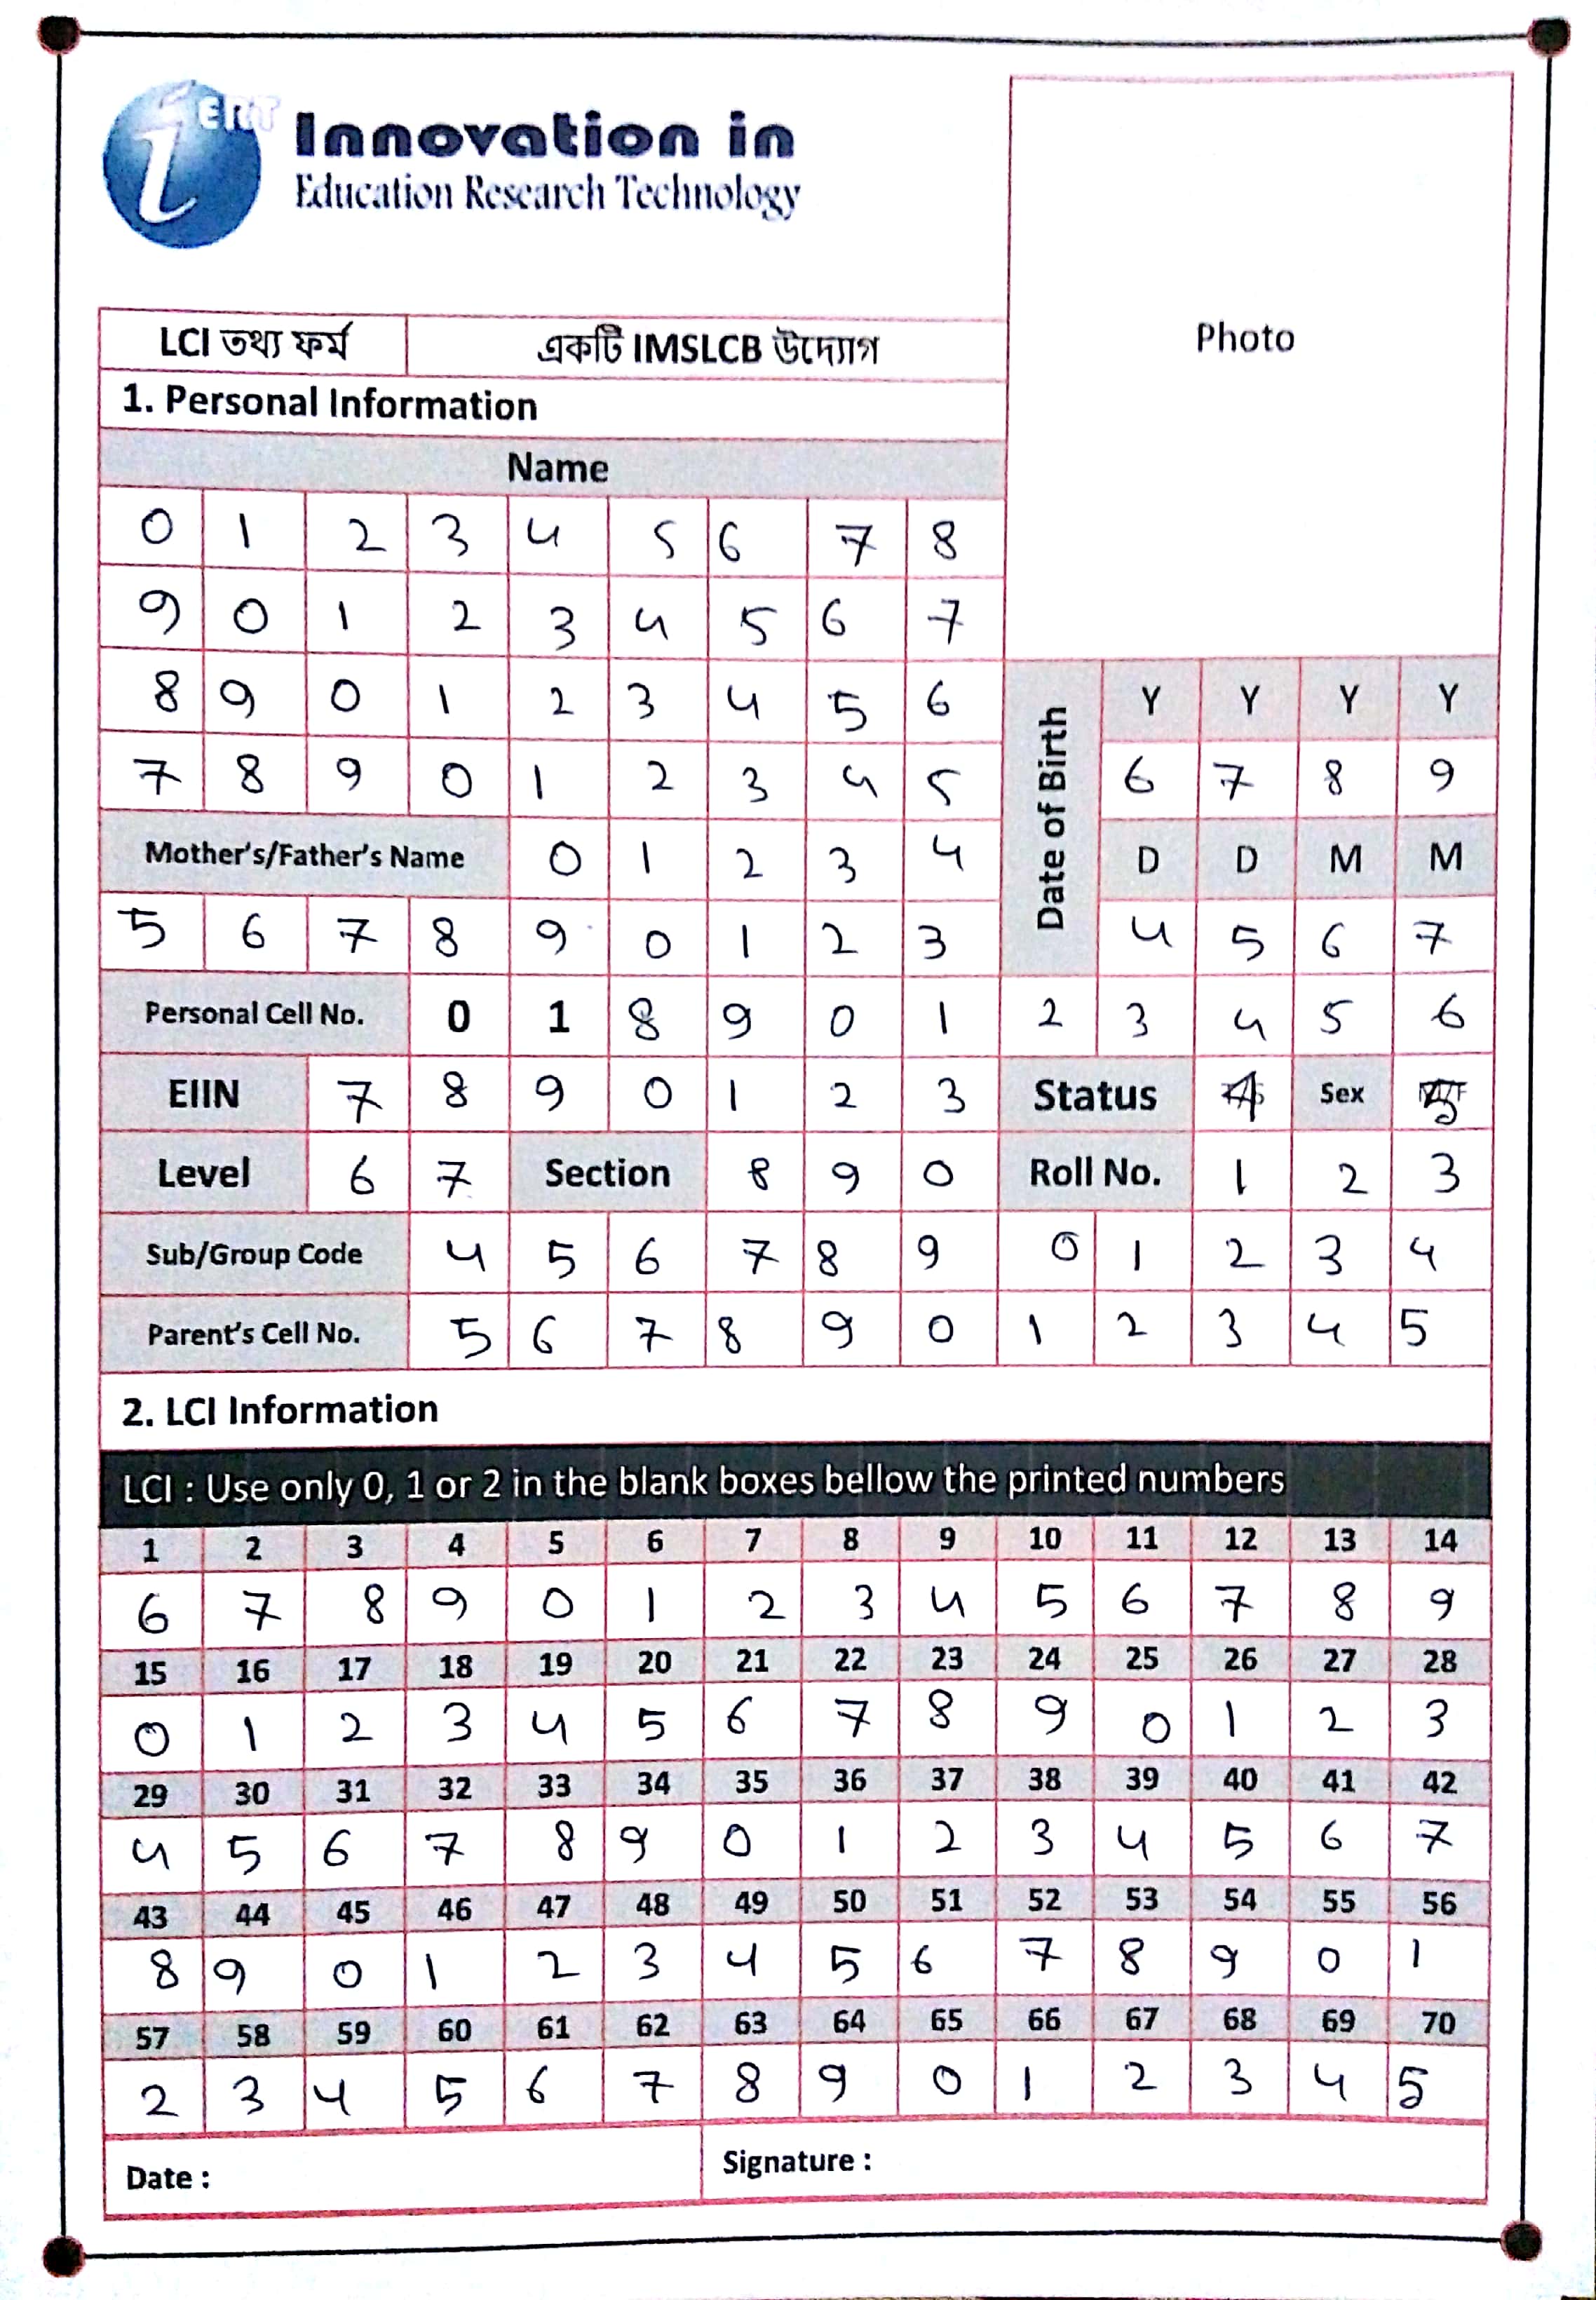 iERT
Innovation in
Education Research Technology
Photo
LCI তথ্য ফর্ম একটি IMSLCB উদ্যোগ
1. Personal Information
Name
0 1 2 3 4 5 6 7 8
9 0 1 2 3 4 5 6 7
8 9 0 1 2 3 4 5 6
7 8 9 0 1 2 3 4 5
Date of Birth
Y Y Y Y
6 7 8 9
D D M M
4 5 6 7
Mother's/Father's Name 0 1 2 3 4
5 6 7 8 9 0 1 2 3
Personal Cell No. 0 1 8 9 0 1 2 3 4 5 6
EIIN 7 8 9 0 1 2 3 Status 4 Sex 5
Level 6 7 Section 8 9 0 Roll No. 1 2 3
Sub/Group Code 4 5 6 7 8 9 0 1 2 3 4
Parent's Cell No. 5 6 7 8 9 0 1 2 3 4 5
2. LCI Information
LCI : Use only 0, 1 or 2 in the blank boxes bellow the printed numbers
1 2 3 4 5 6 7 8 9 10 11 12 13 14
6 7 8 9 0 1 2 3 4 5 6 7 8 9
15 16 17 18 19 20 21 22 23 24 25 26 27 28
0 1 2 3 4 5 6 7 8 9 0 1 2 3
29 30 31 32 33 34 35 36 37 38 39 40 41 42
4 5 6 7 8 9 0 1 2 3 4 5 6 7
43 44 45 46 47 48 49 50 51 52 53 54 55 56
8 9 0 1 2 3 4 5 6 7 8 9 0 1
57 58 59 60 61 62 63 64 65 66 67 68 69 70
2 3 4 5 6 7 8 9 0 1 2 3 4 5
Date : Signature :